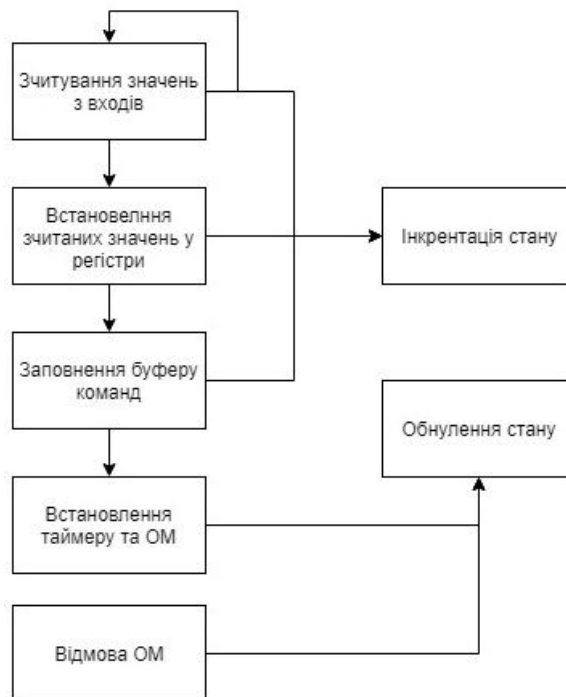 Зчитування значень
з входів
Встановелння
зчитаних значень у
регістри
Інкрентація стану
Заповнення буферу
команд
Обнулення стану
Встановлення
таймеру та ОМ
Відмова ОМ